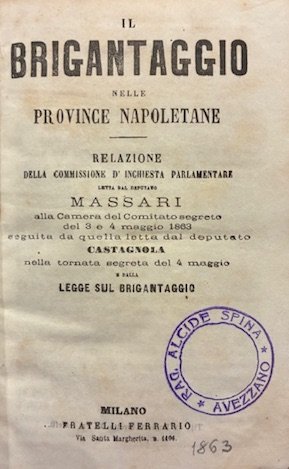 IL
BRIGANTAGGIO
NELLE
PROVINCE NAPOLETANE
RELAZIONE
DELLA COMMISSIONE D' INCHIESTA PARLAMENTARE
LETTA DAL DEPUTATO
MASSARI
alla Camera del Comitato segreto
del 3 e 4 maggio 1863
seguita da quella letta dal deputato
CASTAGNOLA
nella tornata segreta del 4 maggio
E DALLA
LEGGE SUL BRIGANTAGGIO
RAG. ALCIDE SPINA
AVEZZANO
MILANO
FRATELLI FERRARIO
Via Santa Margherita, n.
1863